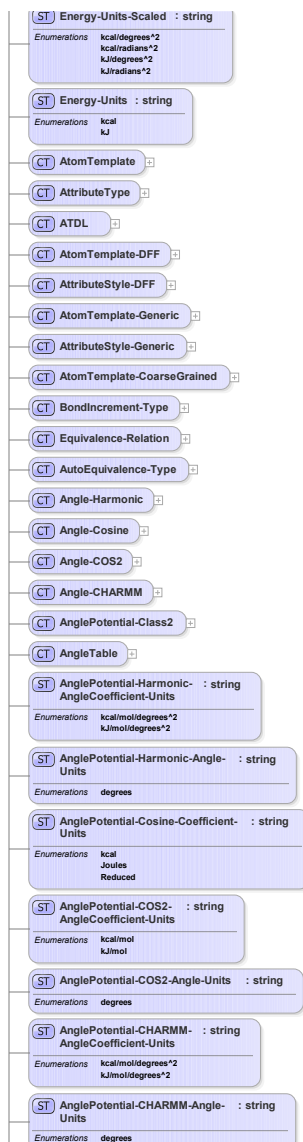 ST Energy-Units-Scaled : string
Enumerations kcal/degrees^2
kcal/radians^2
kJ/degrees^2
kJ/radians^2
ST Energy-Units : string
Enumerations kcal
kJ
CT AtomTemplate
CT AttributeType
CT ATDL
CT AtomTemplate-DFF
CT AttributeStyle-DFF
CT AtomTemplate-Generic
CT AttributeStyle-Generic
CT AtomTemplate-CoarseGrained
CT BondIncrement-Type
CT Equivalence-Relation
CT AutoEquivalence-Type
CT Angle-Harmonic
CT Angle-Cosine
CT Angle-COS2
CT Angle-CHARMM
CT AnglePotential-Class2
CT AngleTable
ST AnglePotential-Harmonic- : string
AngleCoefficient-Units
Enumerations kcal/mol/degrees^2
kJ/mol/degrees^2
ST AnglePotential-Harmonic-Angle- : string
Units
Enumerations degrees
ST AnglePotential-Cosine-Coefficient- : string
Units
Enumerations kcal
Joules
Reduced
ST AnglePotential-COS2- : string
AngleCoefficient-Units
Enumerations kcal/mol
kJ/mol
ST AnglePotential-COS2-Angle-Units : string
Enumerations degrees
ST AnglePotential-CHARMM- : string
AngleCoefficient-Units
Enumerations kcal/mol/degrees^2
kJ/mol/degrees^2
ST AnglePotential-CHARMM-Angle- : string
Units
Enumerations degrees